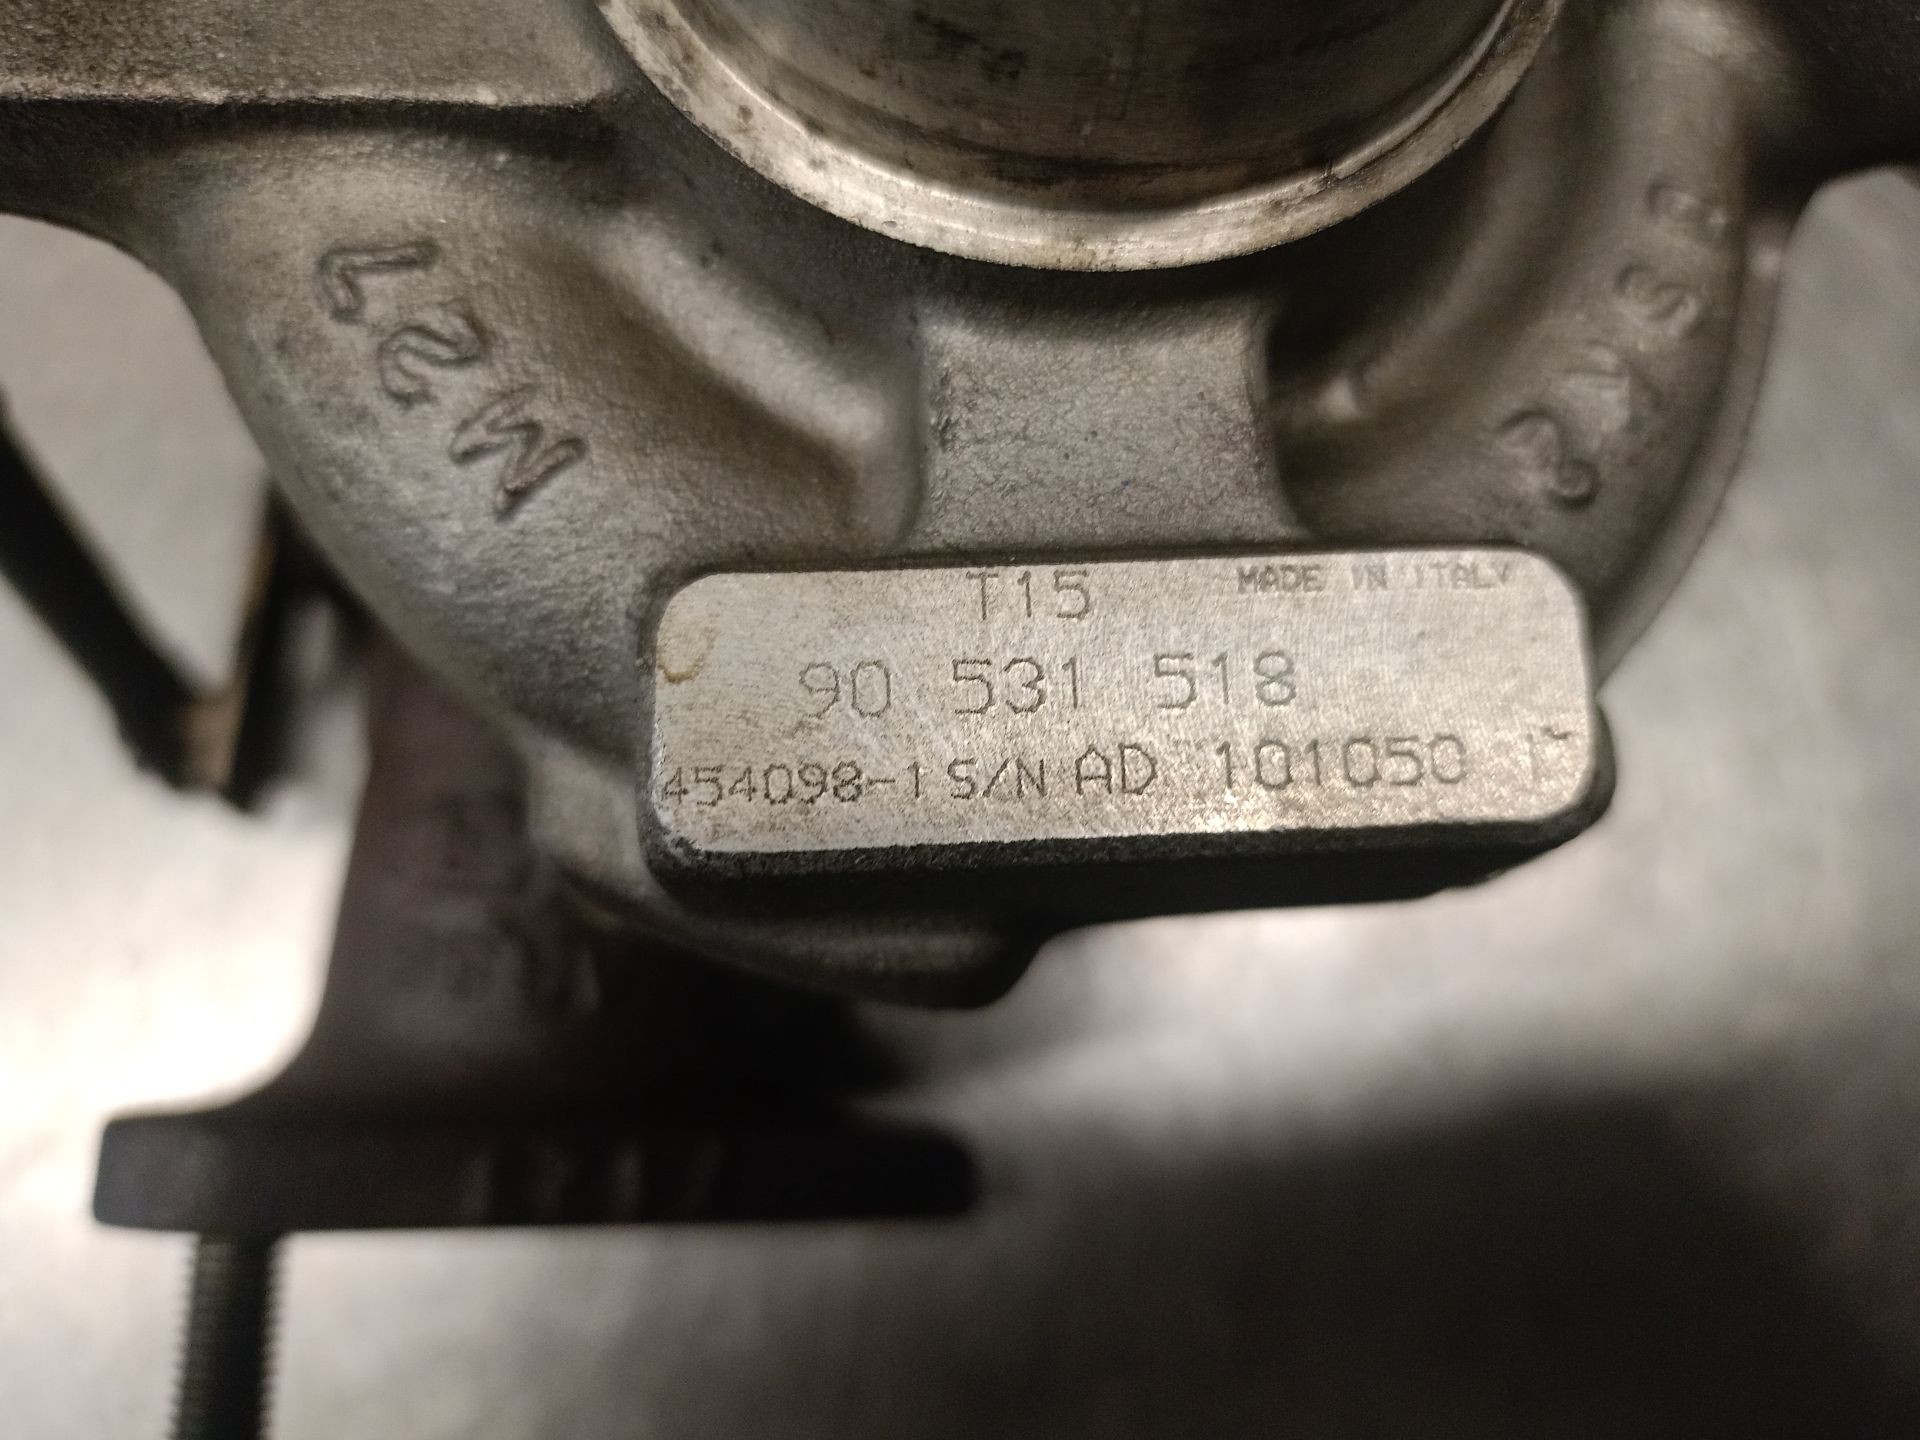 M27
T15 MADE IN ITALY
90 531 518
454098-1 S/N AD 101050